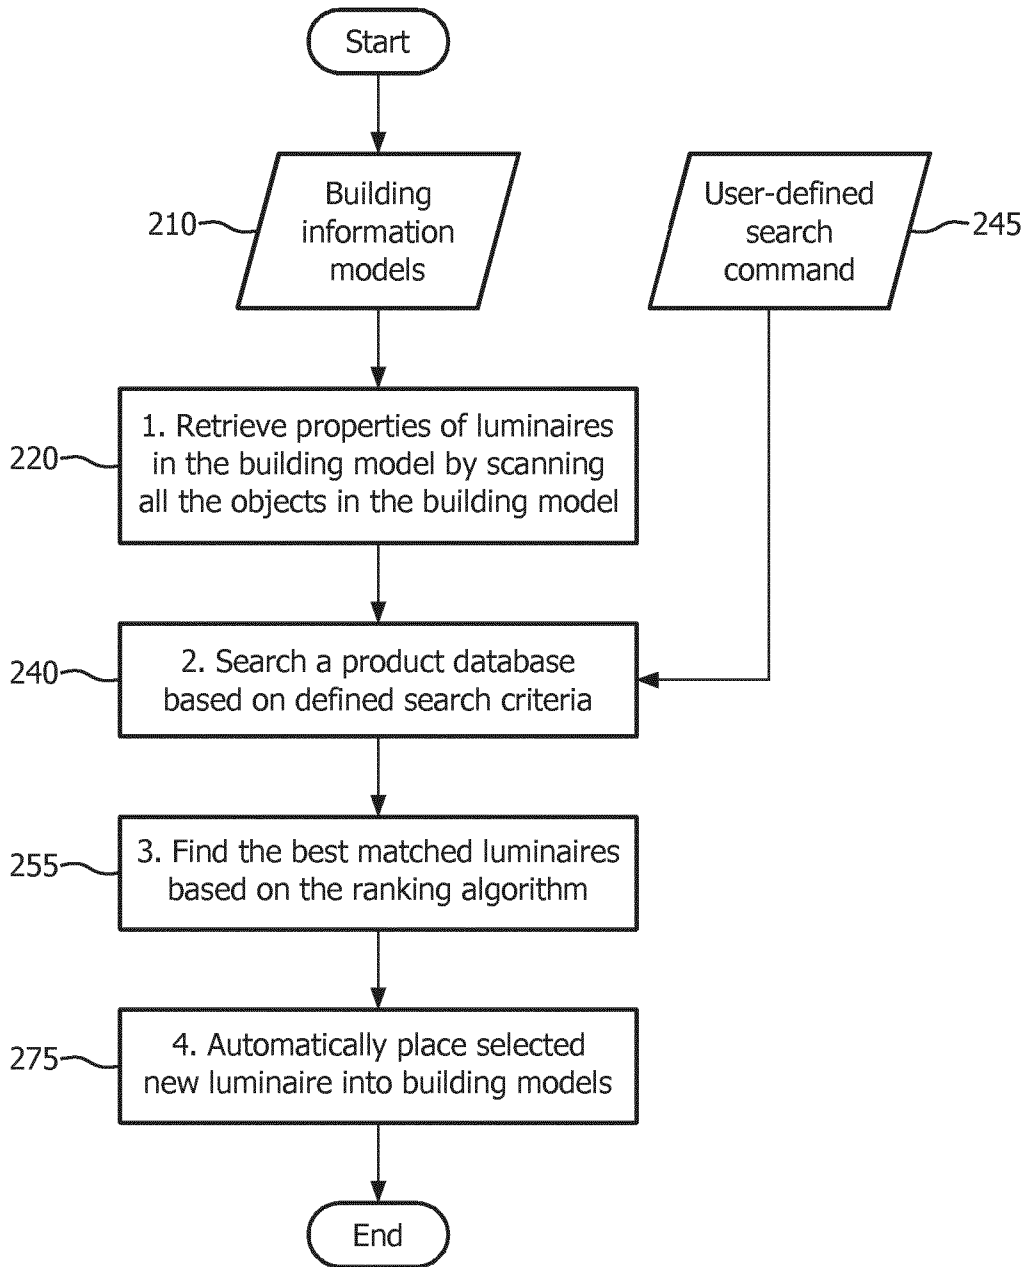 Start
210
Building
information
models
User-defined
search
command
245
220
1. Retrieve properties of luminaires
in the building model by scanning
all the objects in the building model
240
2. Search a product database
based on defined search criteria
255
3. Find the best matched luminaires
based on the ranking algorithm
275
4. Automatically place selected
new luminaire into building models
End